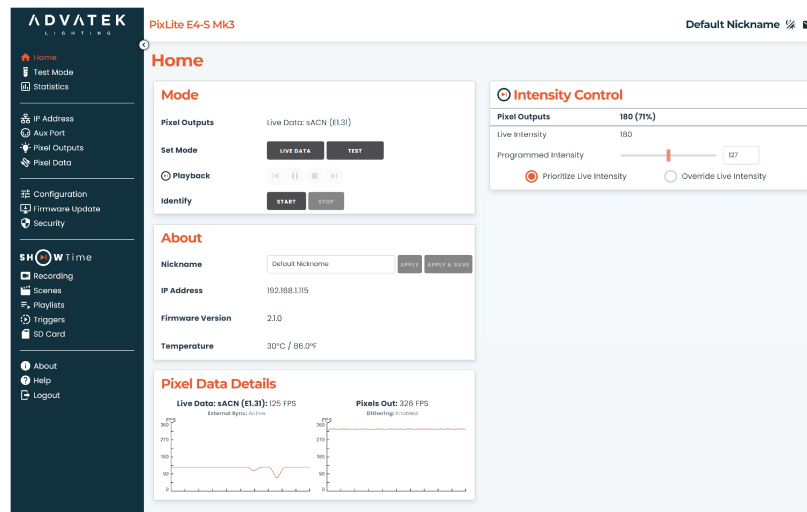 ADVATEK
LIGHTING
PixLite E4-S Mk3
Default Nickname
Home
Test Mode
Statistics
IP Address
Aux Port
Pixel Outputs
Pixel Data
Configuration
Firmware Update
Security
SHOWTime
Recording
Scenes
Playlists
Triggers
SD Card
About
Help
Logout
Home
Mode
Pixel Outputs Live Data: sACN (E1.31)
Set Mode LIVE DATA TEST
Playback
Identify START STOP
About
Nickname Default Nickname APPLY APPLY & SAVE
IP Address 192.168.1.115
Firmware Version 2.1.0
Temperature 30°C / 86.0°F
Pixel Data Details
Live Data: sACN (E1.31): 125 FPS
External Sync: Active
FPS
360
270
180
90
0
Pixels Out: 326 FPS
Dithering: Enabled
FPS
360
270
180
90
0
Intensity Control
Pixel Outputs 180 (71%)
Live Intensity 180
Programmed Intensity 127
Prioritize Live Intensity Override Live Intensity